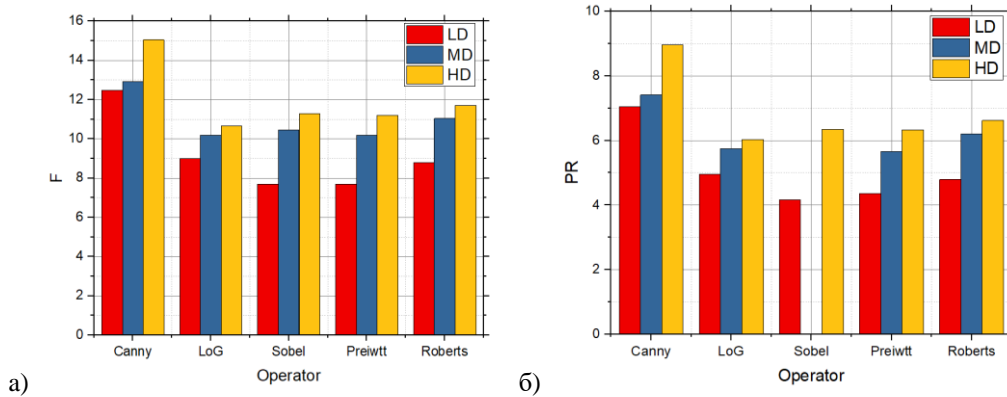 16
14
12
10
8
6
4
2
0
F
LD
MD
HD
Canny LoG Sobel Preiwtt Roberts
Operator
а)
10
8
6
4
2
0
PR
LD
MD
HD
Canny LoG Sobel Preiwtt Roberts
Operator
б)